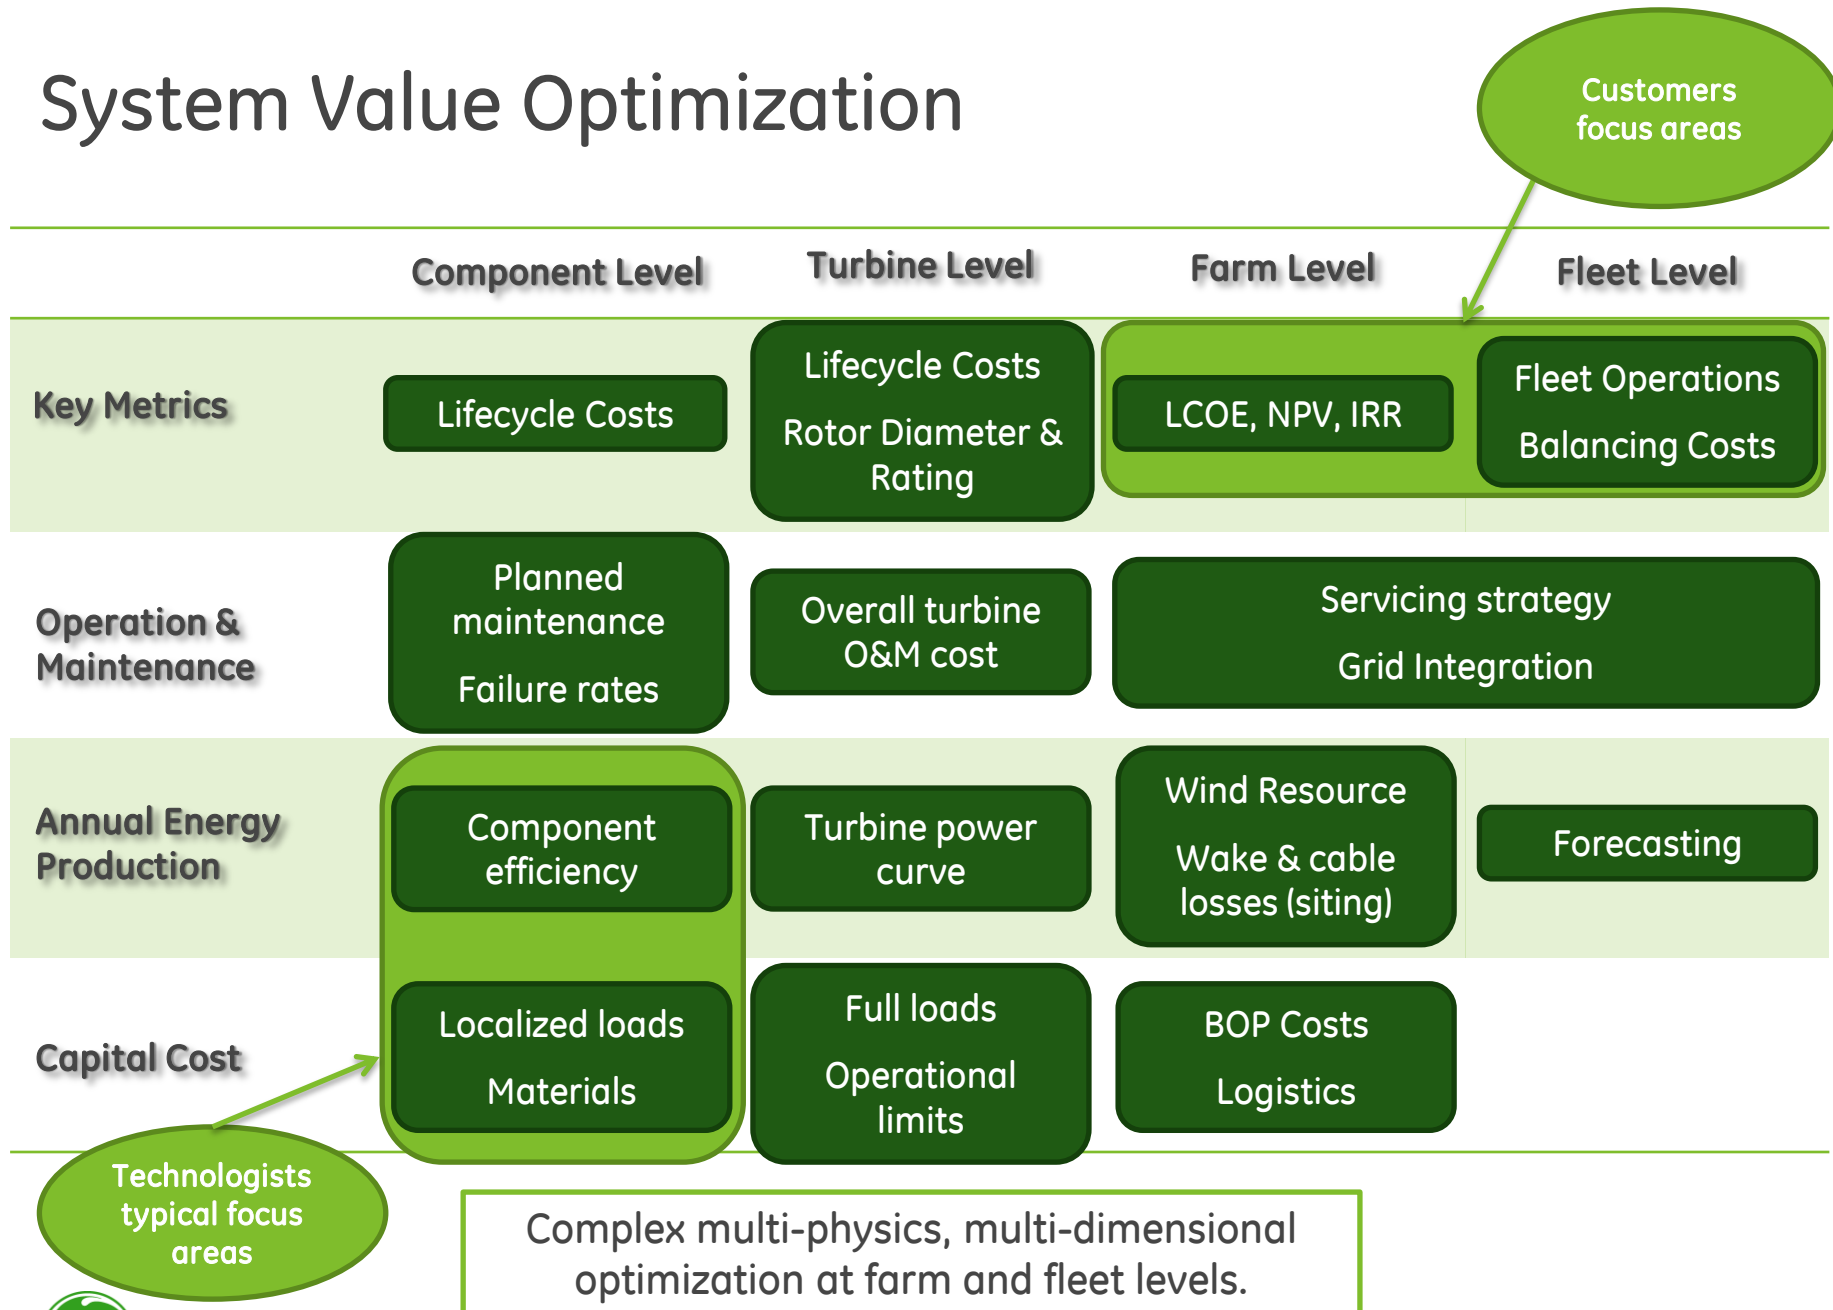 System Value Optimization
Customers
focus areas
Component Level
Turbine Level
Farm Level
Fleet Level
Key Metrics
Lifecycle Costs
Lifecycle Costs
Rotor Diameter &
Rating
LCOE, NPV, IRR
Fleet Operations
Balancing Costs
Operation &
Maintenance
Planned
maintenance
Failure rates
Overall turbine
O&M cost
Servicing strategy
Grid Integration
Annual Energy
Production
Component
efficiency
Turbine power
curve
Wind Resource
Wake & cable
losses (siting)
Forecasting
Capital Cost
Localized loads
Materials
Full loads
Operational
limits
BOP Costs
Logistics
Technologists
typical focus
areas
Complex multi-physics, multi-dimensional
optimization at farm and fleet levels.